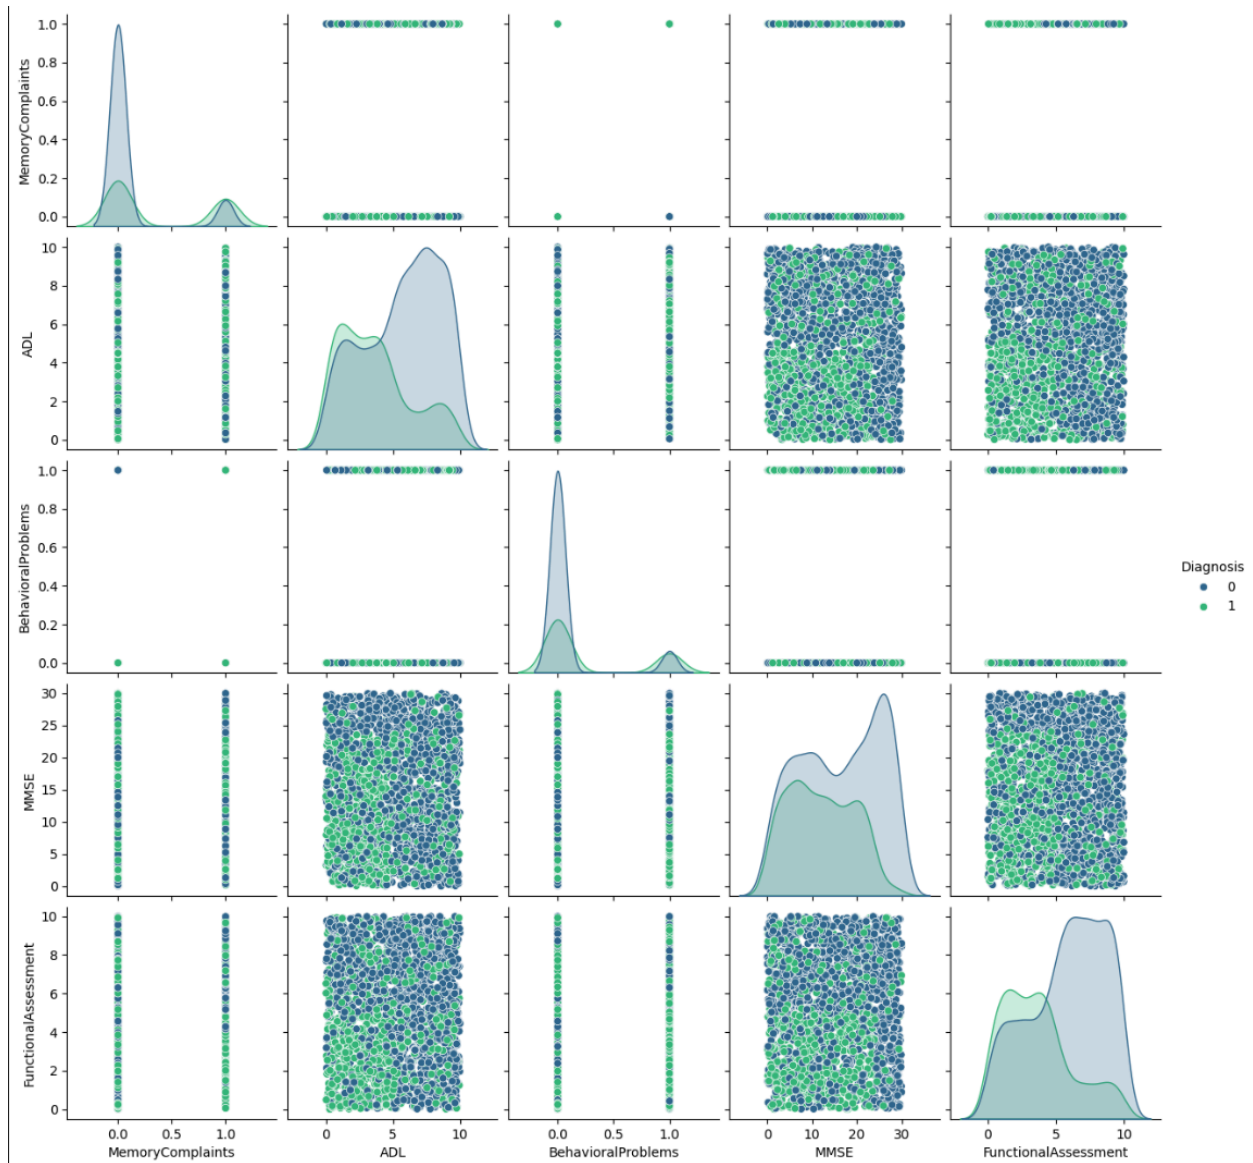 1.0
0.8
0.6
0.4
0.2
0.0
MemoryComplaints
10
8
6
4
2
0
ADL
1.0
0.8
0.6
0.4
0.2
0.0
BehavioralProblems
Diagnosis
0
1
30
25
20
15
10
5
0
MMSE
10
8
6
4
2
0
FunctionalAssessment
0.0 0.5 1.0
MemoryComplaints
0 5 10
ADL
0.0 0.5 1.0
BehavioralProblems
0 10 20 30
MMSE
0 5 10
FunctionalAssessment